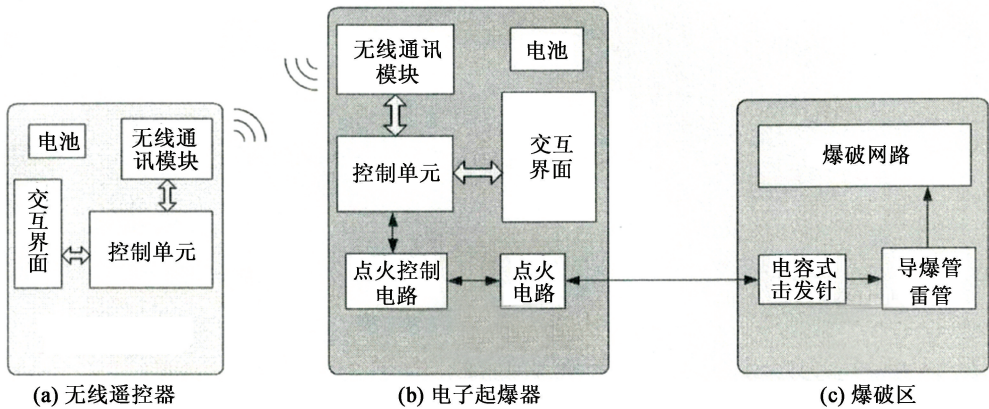 电池
无线通
讯模块
交互界面
控制单元
(a) 无线遥控器
无线通讯
模块
电池
控制单元
交互
界面
点火控制
电路
点火
电路
(b) 电子起爆器
爆破网路
电容式
击发针
导爆管
雷管
(c) 爆破区